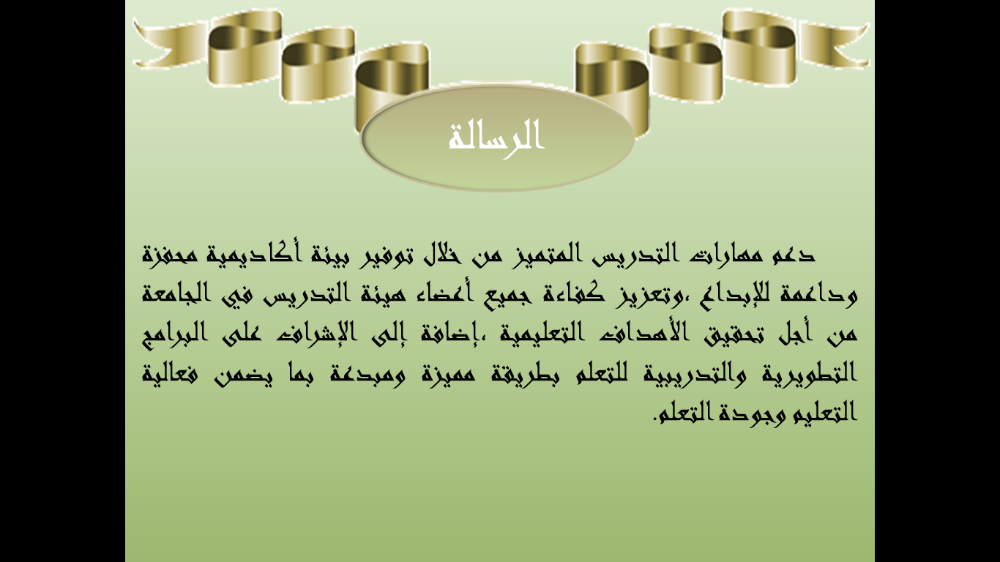 الرسالة
دعم مهارات التدريس المتميز من خلال توفير بيئة أكاديمية محفزة
وداعمة للإبداع ،وتعزيز كفاءة جميع أعضاء هيئة التدريس في الجامعة
من أجل تحقيق الأهداف التعليمية ،إضافة إلى الإشراف على البرامج
التطويرية والتدريبية للتعلم بطريقة مميزة ومبدعة بما يضمن فعالية
التعليم وجودة التعلم.